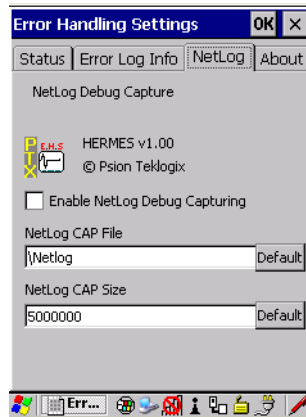 Error Handling Settings OK ×
Status Error Log Info NetLog About
NetLog Debug Capture
PTX E.H.S HERMES v1.00
© Psion Teklogix
Enable NetLog Debug Capturing
NetLog CAP File
\Netlog Default
NetLog CAP Size
5000000 Default
Err...